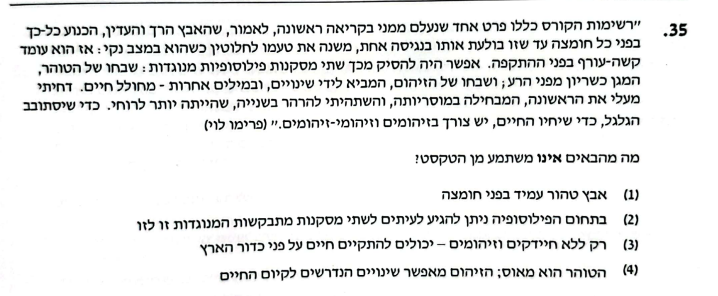 35. "רשימות הקורס כללו פרט אחד שנעלם ממני בקריאה ראשונה, לאמור, שהאבץ הרך והעדין, הכנוע כל-כך
בפני כל חומצה עד שזו בולעת אותו בנגיסה אחת, משנה את טעמו לחלוטין כשהוא במצב נקי: אז הוא עומד
קשה-עורף בפני ההתקפה. אפשר היה להסיק מכך שתי מסקנות פילוסופיות מנוגדות: שבחו של הטוהר,
המגן כשריון מפני הרע; ושבחו של הזיהום, המביא לידי שינויים, ובמילים אחרות - מחולל חיים. דחיתי
מעלי את הראשונה, המבחילה במוסריותה, והשתהיתי להרהר בשנייה, שהייתה יותר לרוחי. כדי שיסתובב
הגלגל, כדי שיחיו החיים, יש צורך בזיהומים וזיהומי-זיהומים." (פרימו לוי)
מה מהבאים אינו משתמע מן הטקסט?
(1) אבץ טהור עמיד בפני חומצה
(2) בתחום הפילוסופיה ניתן להגיע לעיתים לשתי מסקנות מתבקשות המנוגדות זו לזו
(3) רק ללא חיידקים וזיהומים – יכולים להתקיים חיים על פני כדור הארץ
(4) הטוהר הוא מאוס; הזיהום מאפשר שינויים הנדרשים לקיום החיים